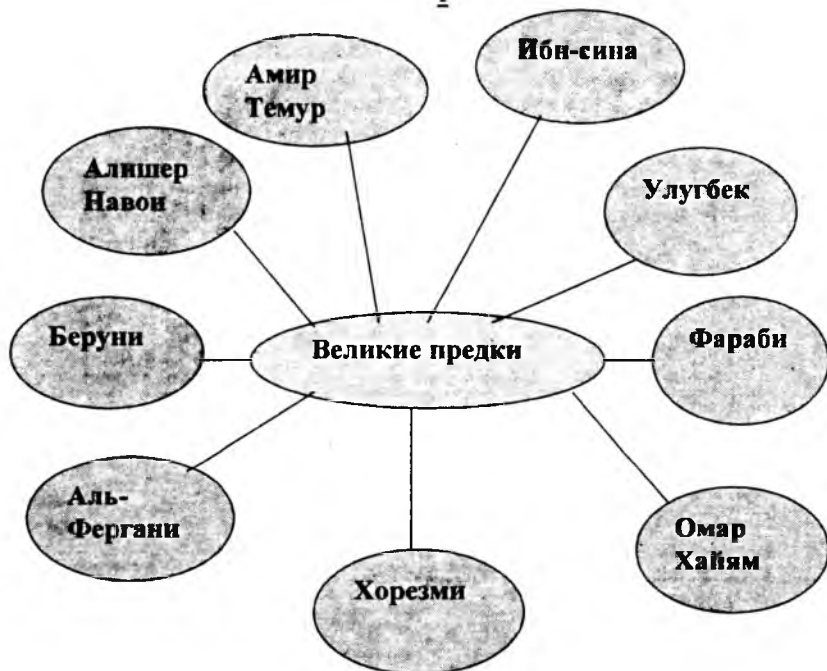 Ибн-сина
Амир
Темур
Алишер
Навои
Улугбек
Беруни
Великие предки
Фараби
Аль-
Фергани
Омар
Хайям
Хорезми